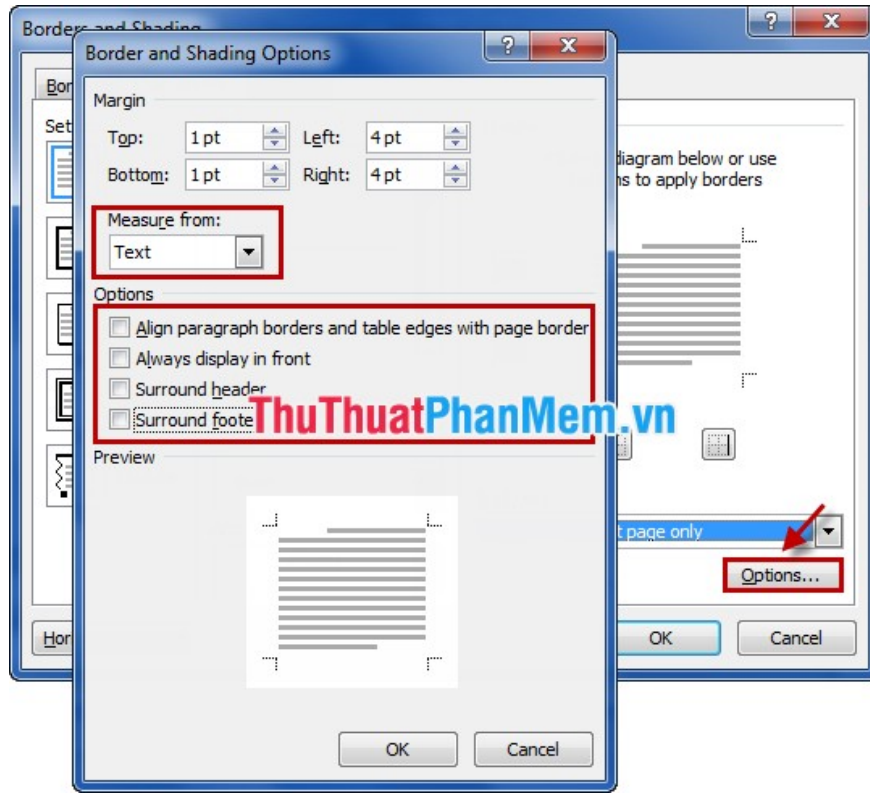 Borders and Shading
Border and Shading Options
Margin
Top: 1 pt Left: 4 pt
Bottom: 1 pt Right: 4 pt
Measure from:
Text
Options
Align paragraph borders and table edges with page border
Always display in front
Surround header
Surround foote
ThuThuatPhanMem.vn
Preview
OK Cancel
Bor
Set
diagram below or use
ns to apply borders
t page only
Options...
Hor
OK Cancel